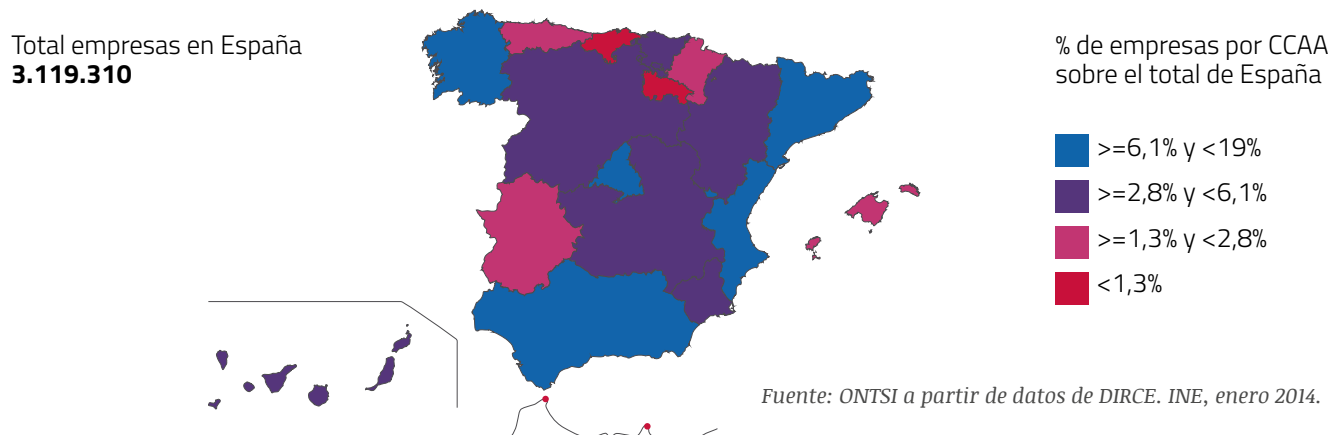 Total empresas en España
3.119.310
% de empresas por CCAA
sobre el total de España
>=6,1% y <19%
>=2,8% y <6,1%
>=1,3% y <2,8%
<1,3%
Fuente: ONTSI a partir de datos de DIRCE. INE, enero 2014.